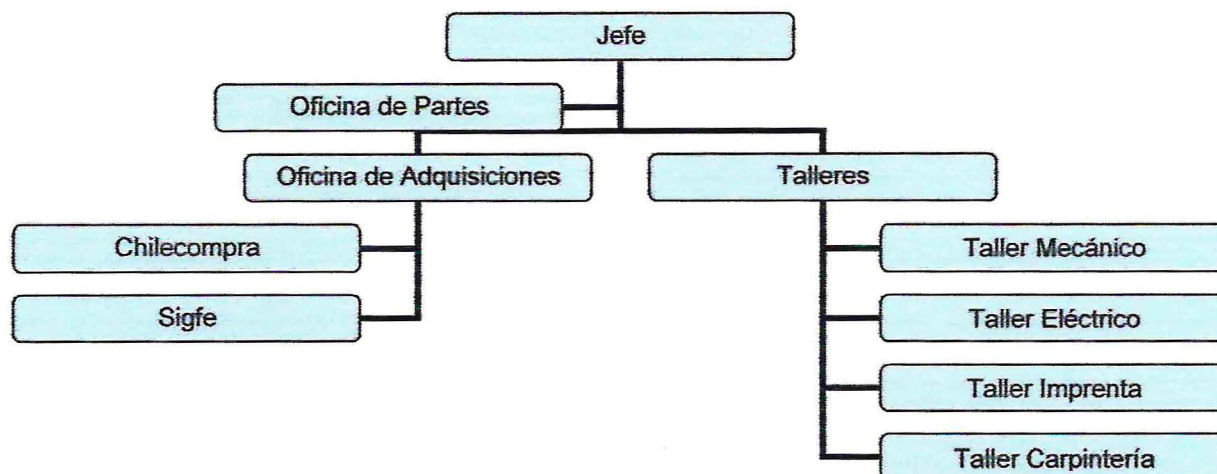 Jefe
Oficina de Partes
Oficina de Adquisiciones
Talleres
Chilecompra
Taller Mecánico
Sigfe
Taller Eléctrico
Taller Imprenta
Taller Carpintería